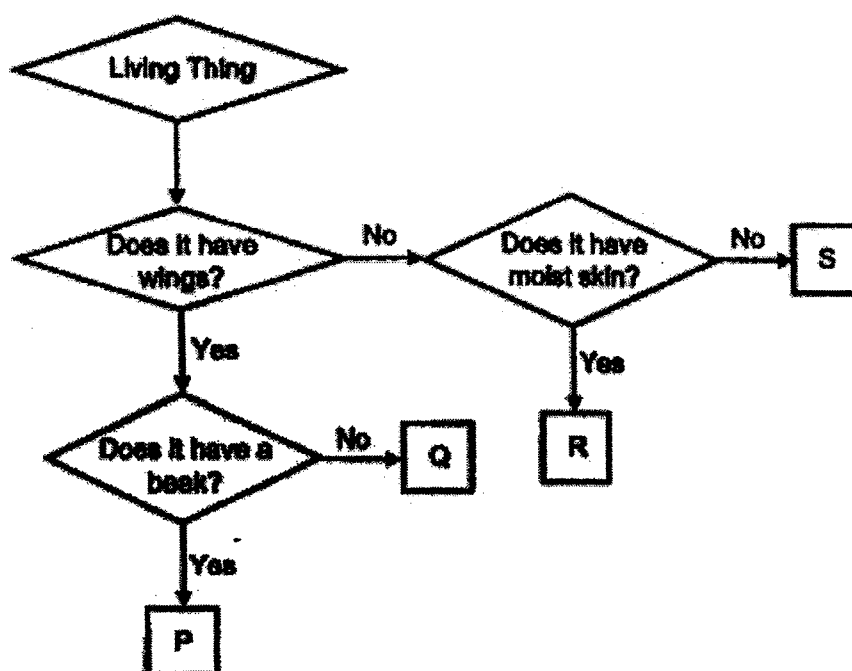 Living Thing
Does it have
wings?
No
Does it have
moist skin?
No
S
Yes
Yes
R
Does it have a
beak?
No
Q
Yes
P